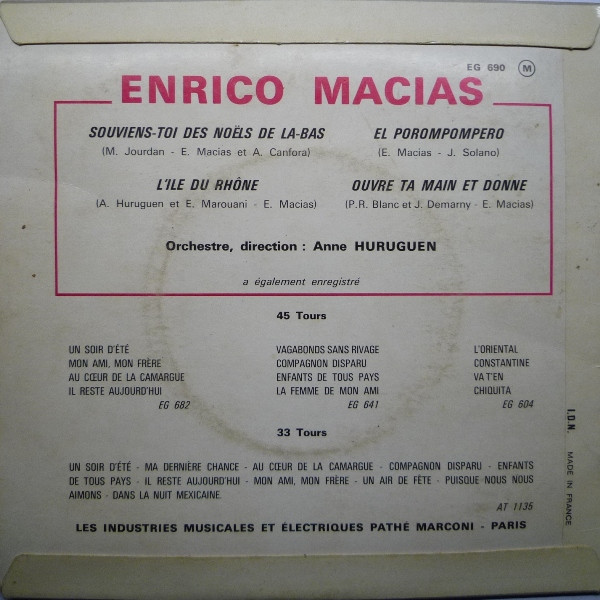 EG 690 M
ENRICO MACIAS
SOUVIENS-TOI DES NOËLS DE LA-BAS
(M. Jourdan - E. Macias et A. Canfora)
EL POROMPOMPERO
(E. Macias - J. Solano)
L'ILE DU RHÔNE
(A. Huruguen et E. Marouani - E. Macias)
OUVRE TA MAIN ET DONNE
(P.R. Blanc et J. Demarny - E. Macias)
Orchestre, direction : Anne HURUGUEN
a également enregistré
45 Tours
UN SOIR D'ÉTÉ
MON AMI, MON FRÈRE
AU CŒUR DE LA CAMARGUE
IL RESTE AUJOURD'HUI
EG 682
VAGABONDS SANS RIVAGE
COMPAGNON DISPARU
ENFANTS DE TOUS PAYS
LA FEMME DE MON AMI
EG 641
L'ORIENTAL
CONSTANTINE
VA T'EN
CHIQUITA
EG 604
33 Tours
UN SOIR D'ÉTÉ - MA DERNIÈRE CHANCE - AU CŒUR DE LA CAMARGUE - COMPAGNON DISPARU - ENFANTS
DE TOUS PAYS - IL RESTE AUJOURD'HUI - MON AMI, MON FRÈRE - UN AIR DE FÊTE - PUISQUE NOUS NOUS
AIMONS - DANS LA NUIT MEXICAINE.
AT 1135
LES INDUSTRIES MUSICALES ET ÉLECTRIQUES PATHÉ MARCONI - PARIS
I.D.N. MADE IN FRANCE